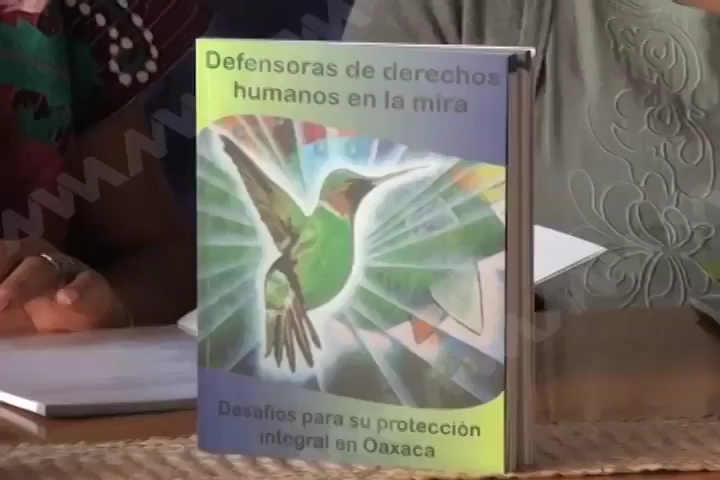 Defensoras de derechos
humanos en la mira
Desafíos para su protección
integral en Oaxaca